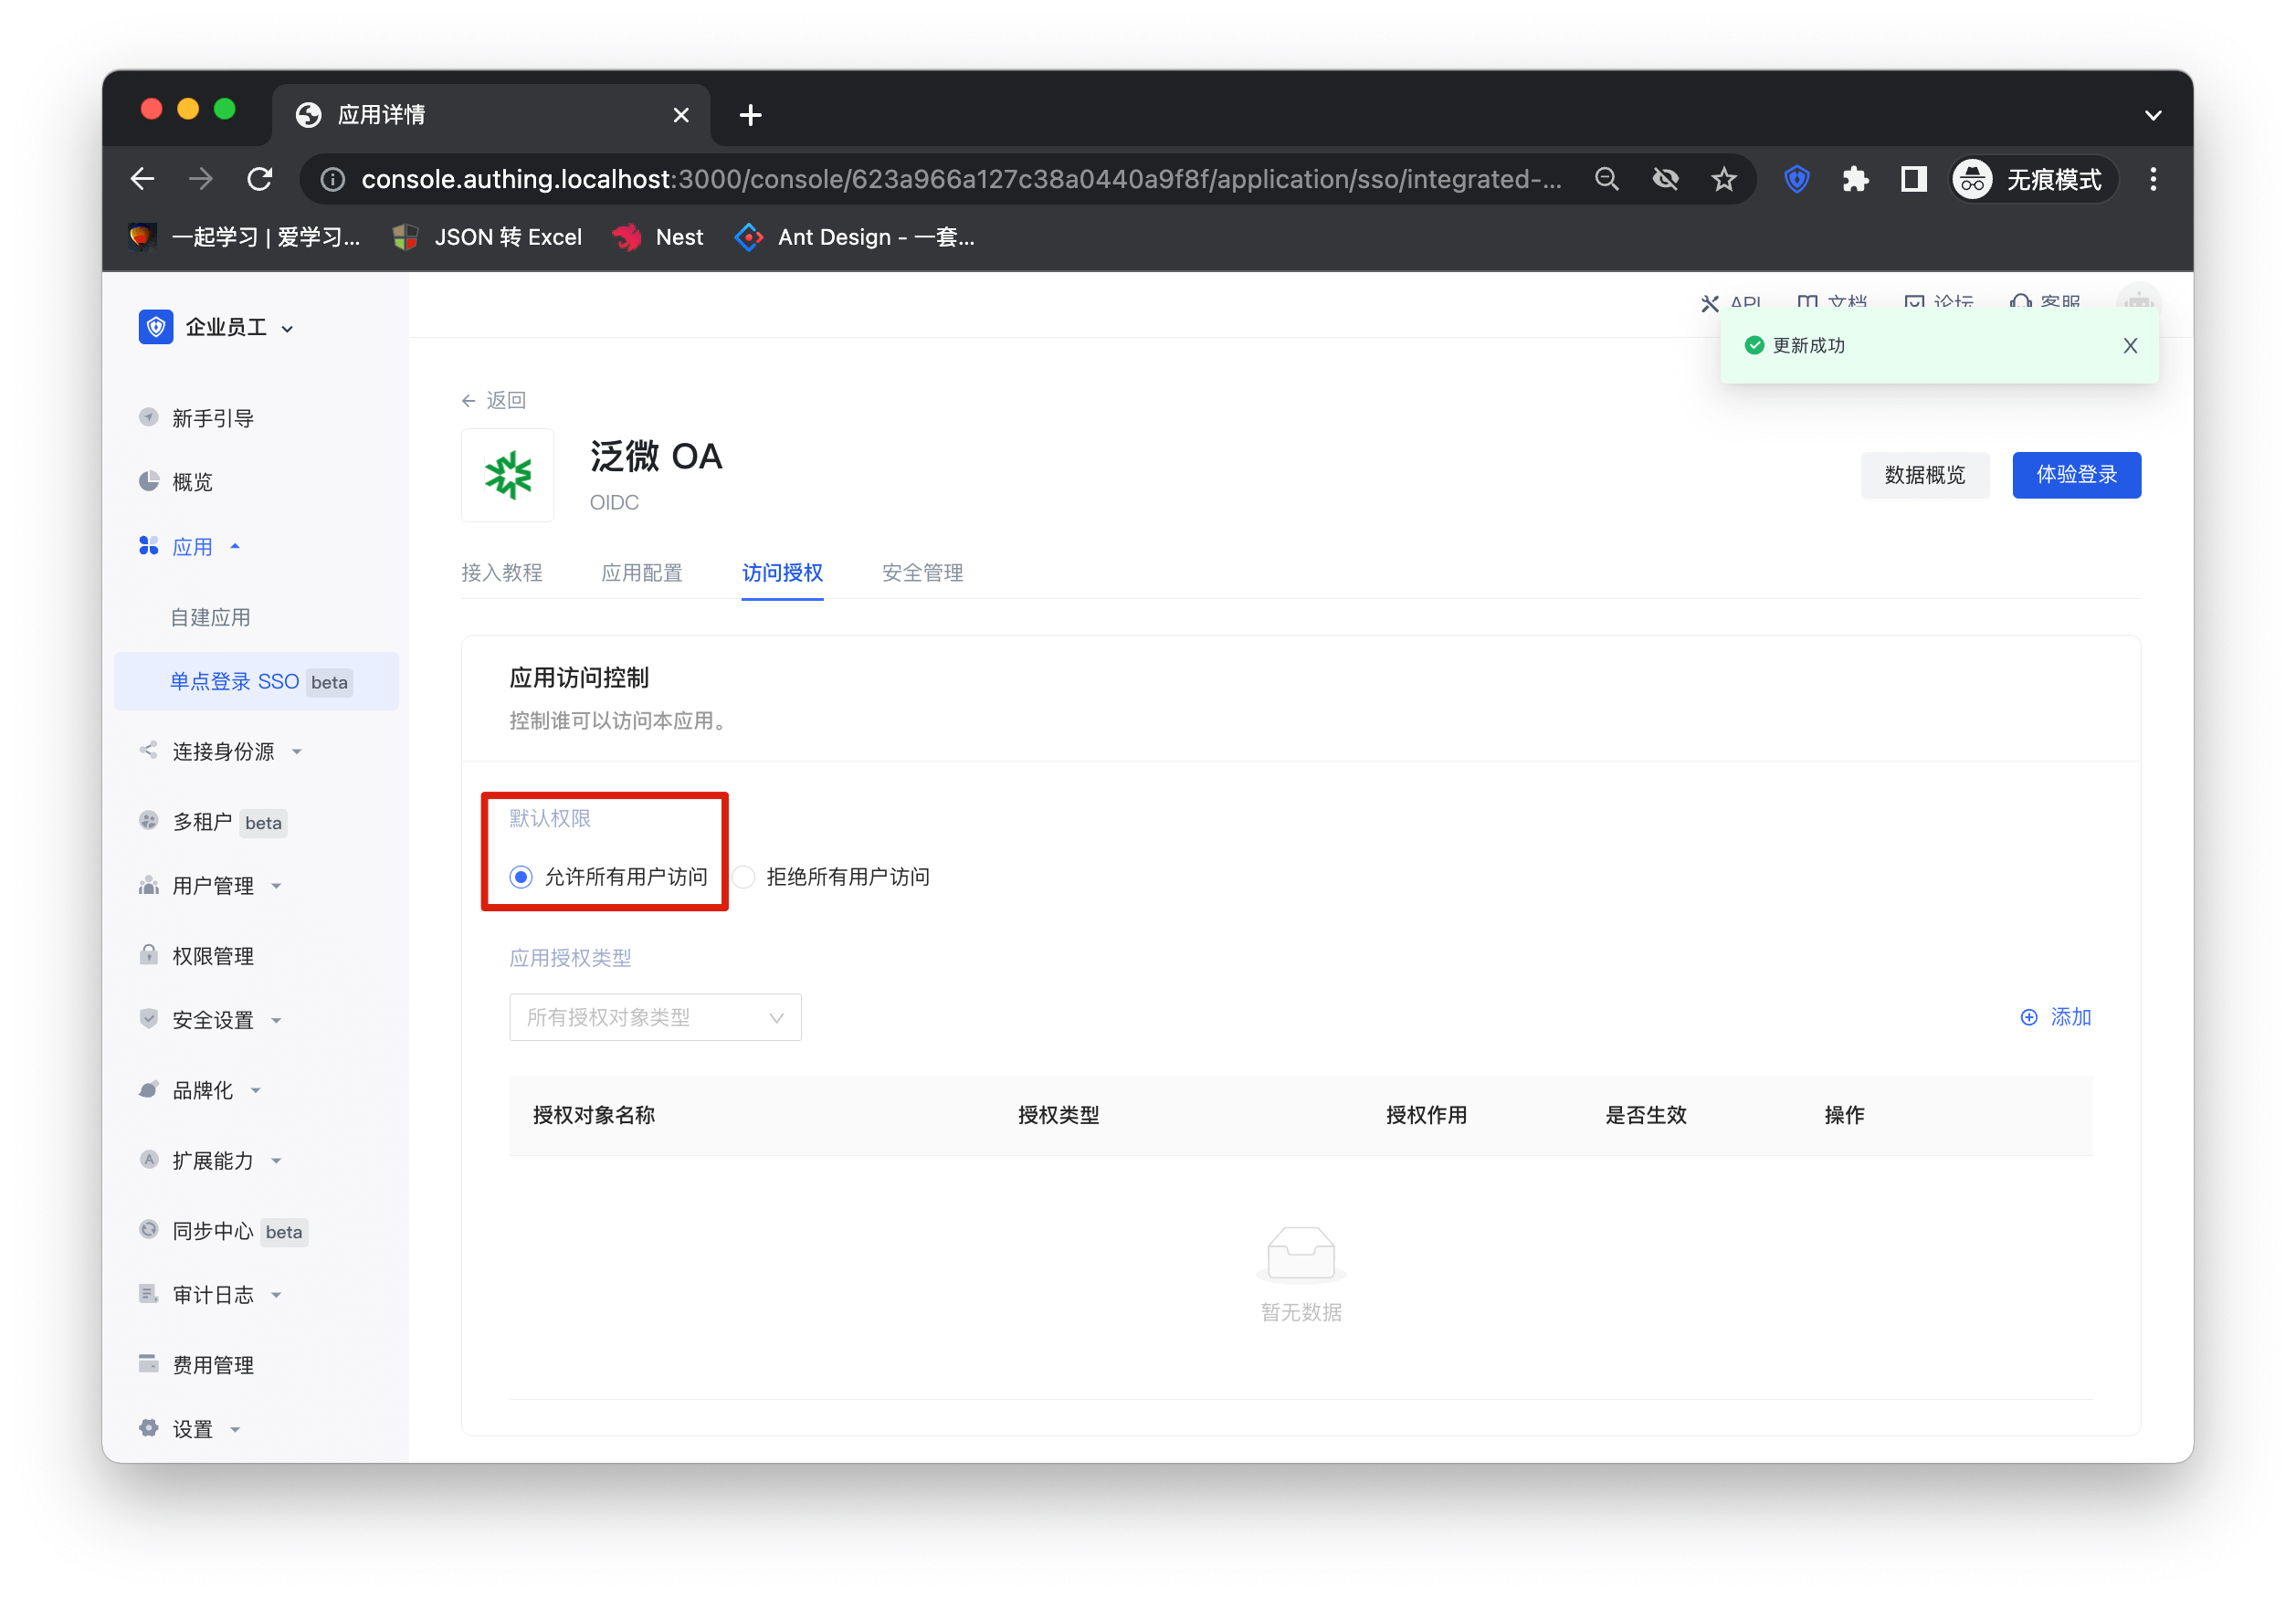 应用详情
console.authing.localhost:3000/console/623a966a127c38a0440a9f8f/application/sso/integrated-...
无痕模式
一起学习 | 爱学习...
JSON 转 Excel
Nest
Ant Design - 一套...
企业员工
API 文档 论坛 客服
更新成功
新手引导
概览
应用
自建应用
单点登录 SSO beta
连接身份源
多租户 beta
用户管理
权限管理
安全设置
品牌化
扩展能力
同步中心 beta
审计日志
费用管理
设置
返回
泛微 OA
OIDC
数据概览
体验登录
接入教程 应用配置 访问授权 安全管理
应用访问控制
控制谁可以访问本应用。
默认权限
允许所有用户访问 拒绝所有用户访问
应用授权类型
所有授权对象类型
添加
授权对象名称 授权类型 授权作用 是否生效 操作
暂无数据